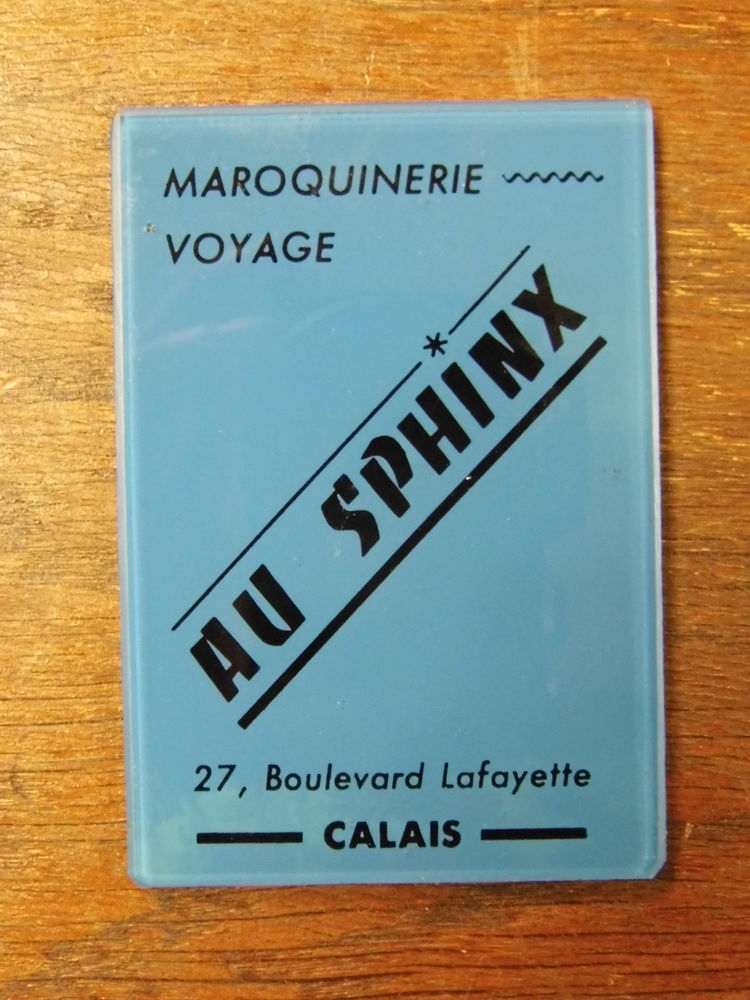 MAROQUINERIE
VOYAGE
AU SPHINX
27, Boulevard Lafayette
CALAIS